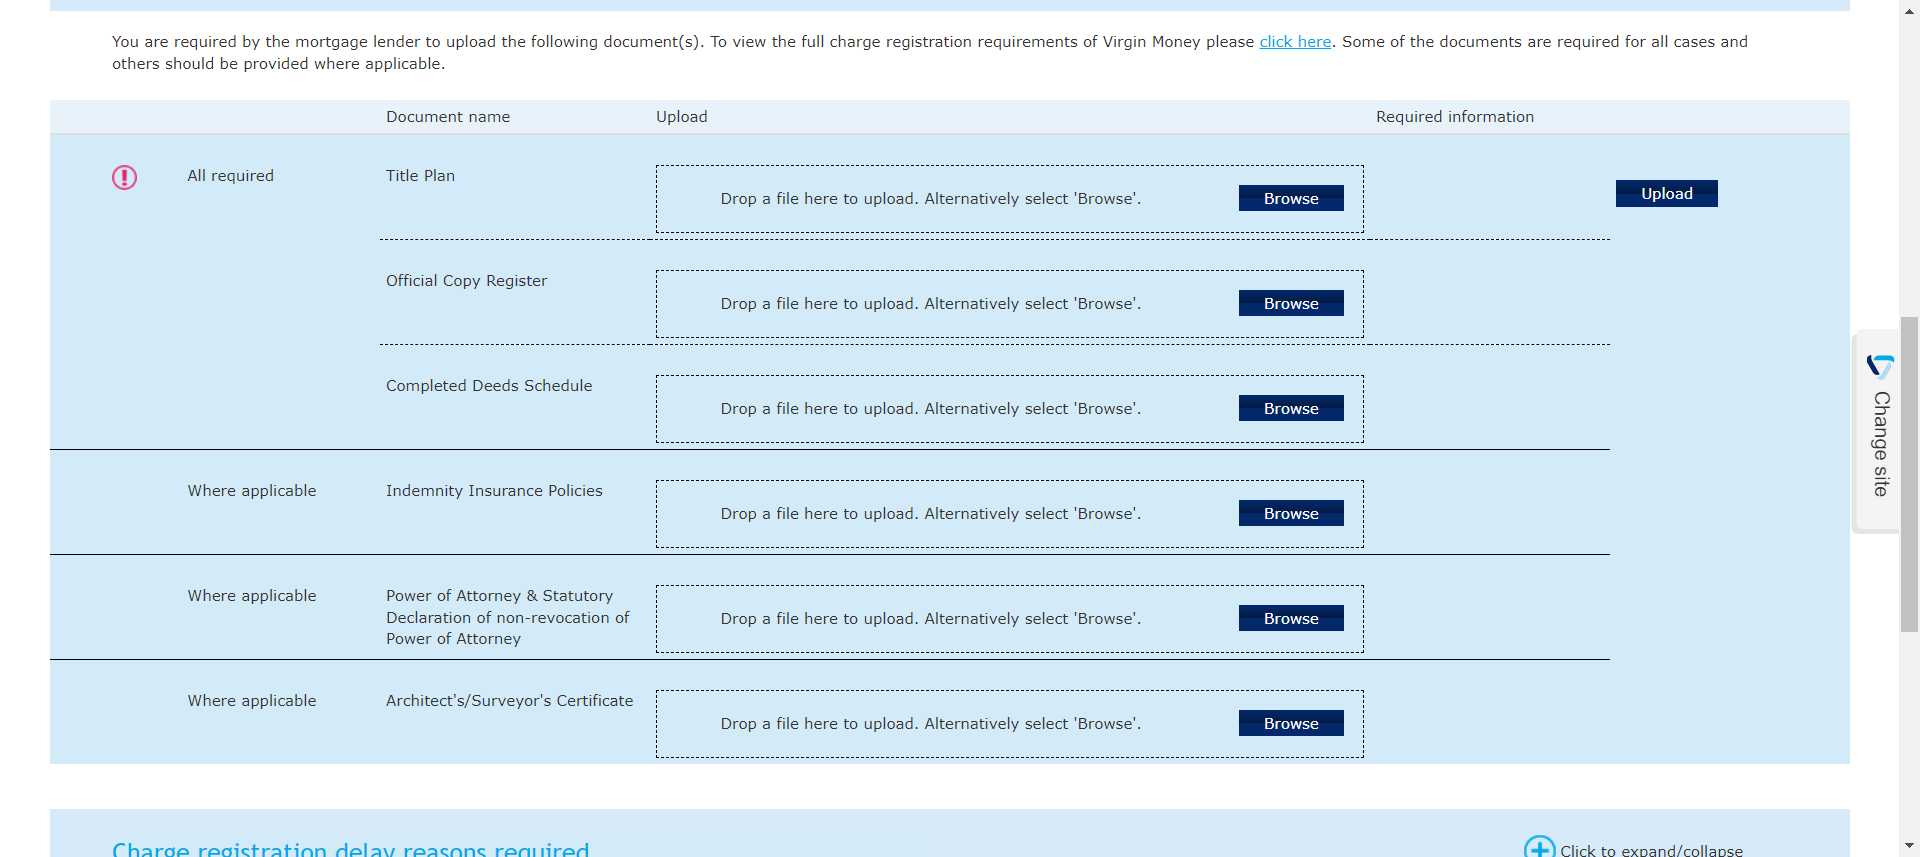 You are required by the mortgage lender to upload the following document(s). To view the full charge registration requirements of Virgin Money please click here. Some of the documents are required for all cases and
others should be provided where applicable.
Document name Upload Required information
All required Title Plan Drop a file here to upload. Alternatively select 'Browse'. Browse Upload
Official Copy Register Drop a file here to upload. Alternatively select 'Browse'. Browse
Completed Deeds Schedule Drop a file here to upload. Alternatively select 'Browse'. Browse
Where applicable Indemnity Insurance Policies Drop a file here to upload. Alternatively select 'Browse'. Browse
Where applicable Power of Attorney & Statutory
Declaration of non-revocation of
Power of Attorney
Drop a file here to upload. Alternatively select 'Browse'. Browse
Where applicable Architect's/Surveyor's Certificate Drop a file here to upload. Alternatively select 'Browse'. Browse
Change site
Charge registration delay reasons required Click to expand/collapse